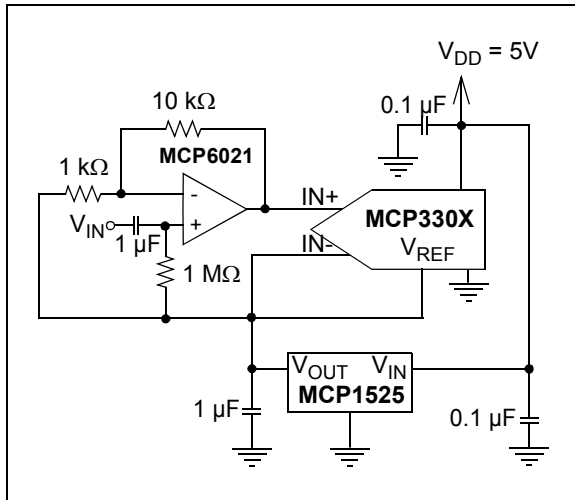 V_DD = 5V
0.1 µF
10 kΩ
MCP6021
1 kΩ
-
+
V_IN
1 µF
1 MΩ
IN+
IN-
MCP330X
V_REF
V_OUT
V_IN
MCP1525
1 µF
0.1 µF